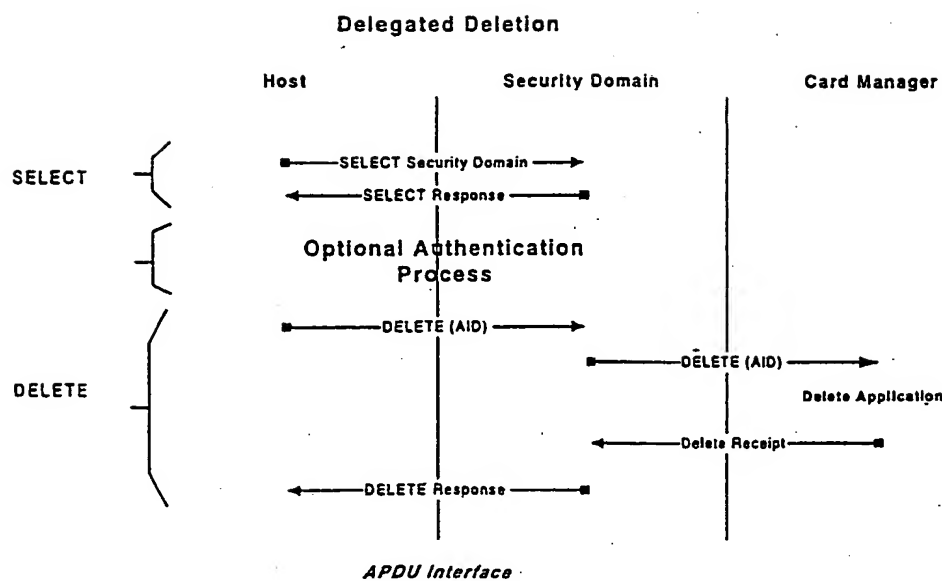 Delegated Deletion
Host
Security Domain
Card Manager
SELECT
SELECT Security Domain
SELECT Response
Optional Authentication
Process
DELETE (AID)
DELETE (AID)
DELETE
Delete Application
Delete Receipt
DELETE Response
APDU Interface